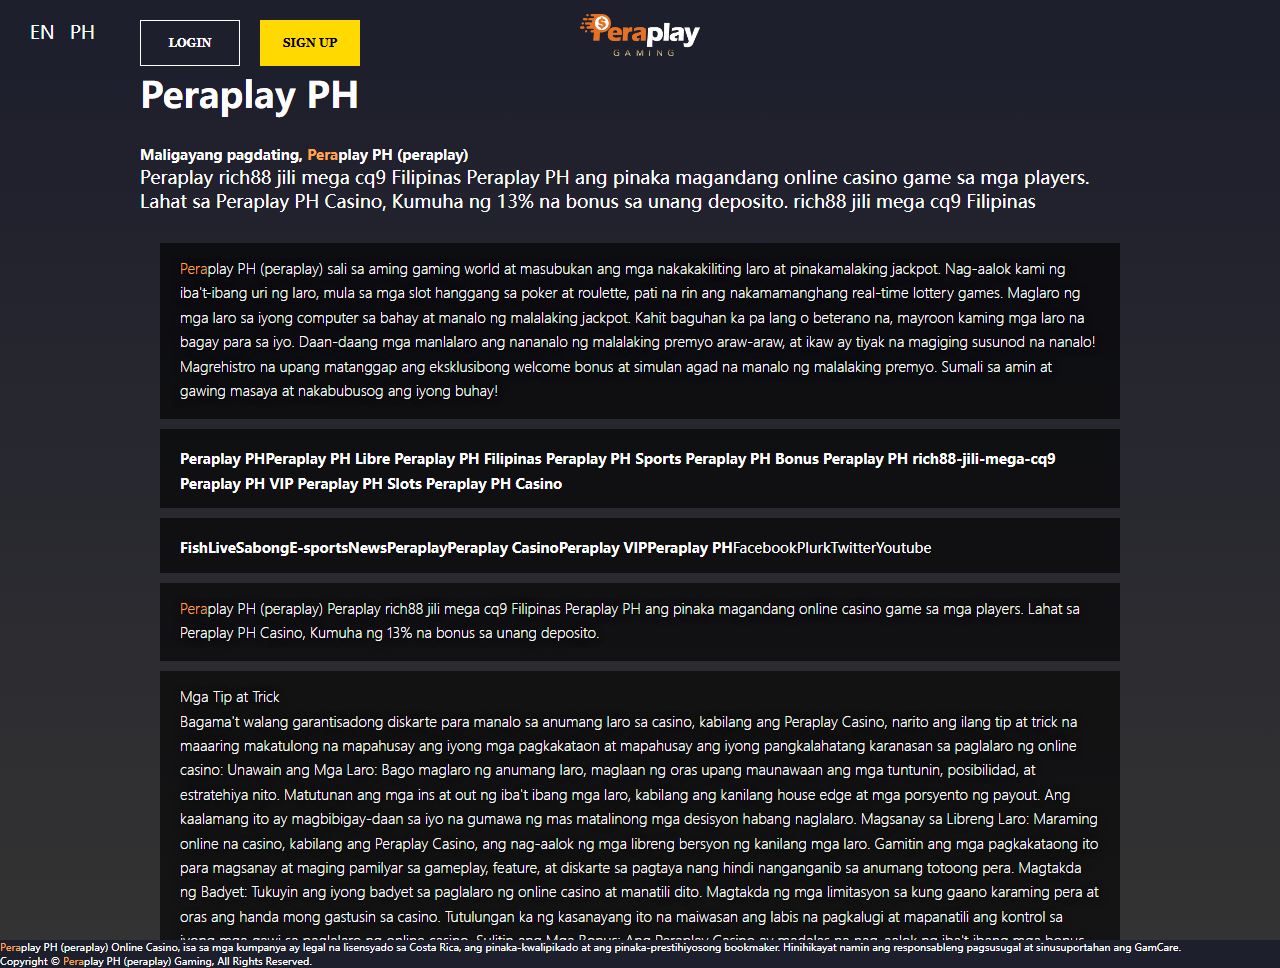 EN PH
LOGIN
SIGN UP
Peraplay
GAMING
Peraplay PH
Maligayang pagdating, Peraplay PH (peraplay)
Peraplay rich88 jili mega cq9 Filipinas Peraplay PH ang pinaka magandang online casino game sa mga players.
Lahat sa Peraplay PH Casino, Kumuha ng 13% na bonus sa unang deposito. rich88 jili mega cq9 Filipinas
Peraplay PH (peraplay) sali sa aming gaming world at masubukan ang mga nakakakiliting laro at pinakamalaking jackpot. Nag-aalok kami ng
iba't-ibang uri ng laro, mula sa mga slot hanggang sa poker at roulette, pati na rin ang nakamamanghang real-time lottery games. Maglaro ng
mga laro sa iyong computer sa bahay at manalo ng malalaking jackpot. Kahit baguhan ka pa lang o beterano na, mayroon kaming mga laro na
bagay para sa iyo. Daan-daang mga manlalaro ang nananalo ng malalaking premyo araw-araw, at ikaw ay tiyak na magiging susunod na nanalo!
Magrehistro na upang matanggap ang eksklusibong welcome bonus at simulan agad na manalo ng malalaking premyo. Sumali sa amin at
gawing masaya at nakabubusog ang iyong buhay!
Peraplay PHPeraplay PH Libre Peraplay PH Filipinas Peraplay PH Sports Peraplay PH Bonus Peraplay PH rich88-jili-mega-cq9
Peraplay PH VIP Peraplay PH Slots Peraplay PH Casino
FishLiveSabongE-sportsNewsPeraplayPeraplay CasinoPeraplay VIPPeraplay PHFacebookPlurkTwitterYoutube
Peraplay PH (peraplay) Peraplay rich88 jili mega cq9 Filipinas Peraplay PH ang pinaka magandang online casino game sa mga players. Lahat sa
Peraplay PH Casino, Kumuha ng 13% na bonus sa unang deposito.
Mga Tip at Trick
Bagama't walang garantisadong diskarte para manalo sa anumang laro sa casino, kabilang ang Peraplay Casino, narito ang ilang tip at trick na
maaaring makatulong na mapahusay ang iyong mga pagkakataon at mapahusay ang iyong pangkalahatang karanasan sa paglalaro ng online
casino: Unawain ang Mga Laro: Bago maglaro ng anumang laro, maglaan ng oras upang maunawaan ang mga tuntunin, posibilidad, at
estratehiya nito. Matutunan ang mga ins at out ng iba't ibang mga laro, kabilang ang kanilang house edge at mga porsyento ng payout. Ang
kaalamang ito ay magbibigay-daan sa iyo na gumawa ng mas matalinong mga desisyon habang naglalaro. Magsanay sa Libreng Laro: Maraming
online na casino, kabilang ang Peraplay Casino, ang nag-aalok ng mga libreng bersyon ng kanilang mga laro. Gamitin ang mga pagkakataong ito
para magsanay at maging pamilyar sa gameplay, feature, at diskarte sa pagtaya nang hindi nanganganib sa anumang totoong pera. Magtakda
ng Badyet: Tukuyin ang iyong badyet sa paglalaro ng online casino at manatili dito. Magtakda ng mga limitasyon sa kung gaano karaming pera at
oras ang handa mong gastusin sa casino. Tutulungan ka ng kasanayang ito na maiwasan ang labis na pagkalugi at mapanatili ang kontrol sa
iyong mga gawi sa paglalaro ng online casino. Sulitin ang Mga Bonus: Ang Peraplay Casino ay madalas na nag-aalok ng iba't ibang mga bonus
Peraplay PH (peraplay) Online Casino, isa sa mga kumpanya ay legal na lisensyado sa Costa Rica, ang pinaka-kwalipikado at ang pinaka-prestihiyosong bookmaker. Hinihikayat namin ang responsableng pagsusugal at sinusuportahan ang GamCare.
Copyright © Peraplay PH (peraplay) Gaming, All Rights Reserved.